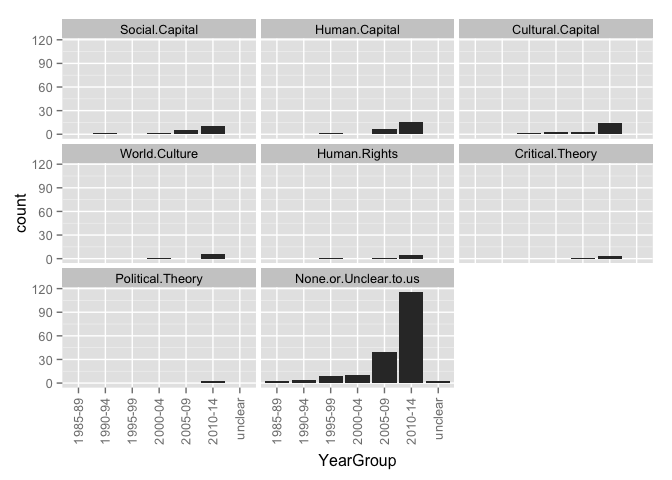 Social.Capital Human.Capital Cultural.Capital
120
90
60
30
0
World.Culture Human.Rights Critical.Theory
120
90
60
30
0
Political.Theory None.or.Unclear.to.us
120
90
60
30
0
count
1985-89 1990-94 1995-99 2000-04 2005-09 2010-14 unclear 1985-89 1990-94 1995-99 2000-04 2005-09 2010-14 unclear
YearGroup